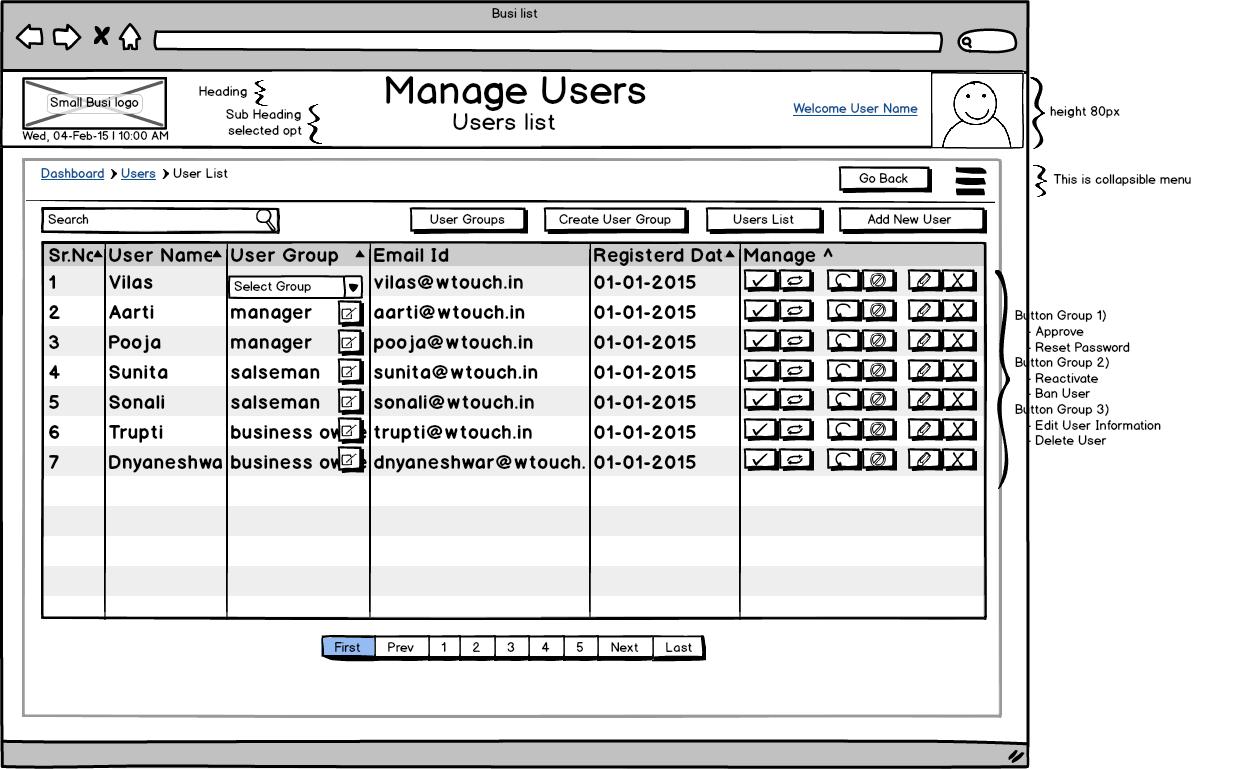 Busi list
Small Busi logo
Wed, 04-Feb-15 | 10:00 AM
Heading
Sub Heading
selected opt
Manage Users
Users list
Welcome User Name
height 80px
Dashboard Users User List
Go Back
This is collapsible menu
Search
User Groups
Create User Group
Users List
Add New User
Sr.No User Name User Group Email Id Registerd Dat Manage ^
1 Vilas Select Group vilas@wtouch.in 01-01-2015
2 Aarti manager aarti@wtouch.in 01-01-2015
3 Pooja manager pooja@wtouch.in 01-01-2015
4 Sunita salseman sunita@wtouch.in 01-01-2015
5 Sonali salseman sonali@wtouch.in 01-01-2015
6 Trupti business owne trupti@wtouch.in 01-01-2015
7 Dnyaneshwa business owne dnyaneshwar@wtouch. 01-01-2015
Button Group 1)
- Approve
- Reset Password
Button Group 2)
- Reactivate
- Ban User
Button Group 3)
- Edit User Information
- Delete User
First Prev 1 2 3 4 5 Next Last